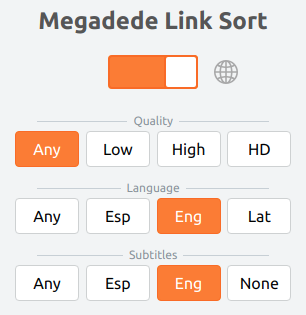 Megadede Link Sort
Quality
Any Low High HD
Language
Any Esp Eng Lat
Subtitles
Any Esp Eng None